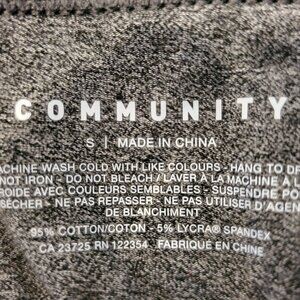 COMMUNITY
S | MADE IN CHINA
MACHINE WASH COLD WITH LIKE COLOURS - HANG TO
NOT IRON - DO NOT BLEACH / LAVER À LA MACHINE À
AVEC COULEURS SEMBLABLES - SUSPENDRE
SÉCHER - NE PAS REPASSER - NE PAS UTILISER D'AGEN
DE BLANCHIMENT
95% COTTON/COTON - 5% LYCRA® SPANDEX
CA 23725 RN 122354 | FABRIQUÉ EN CHINE